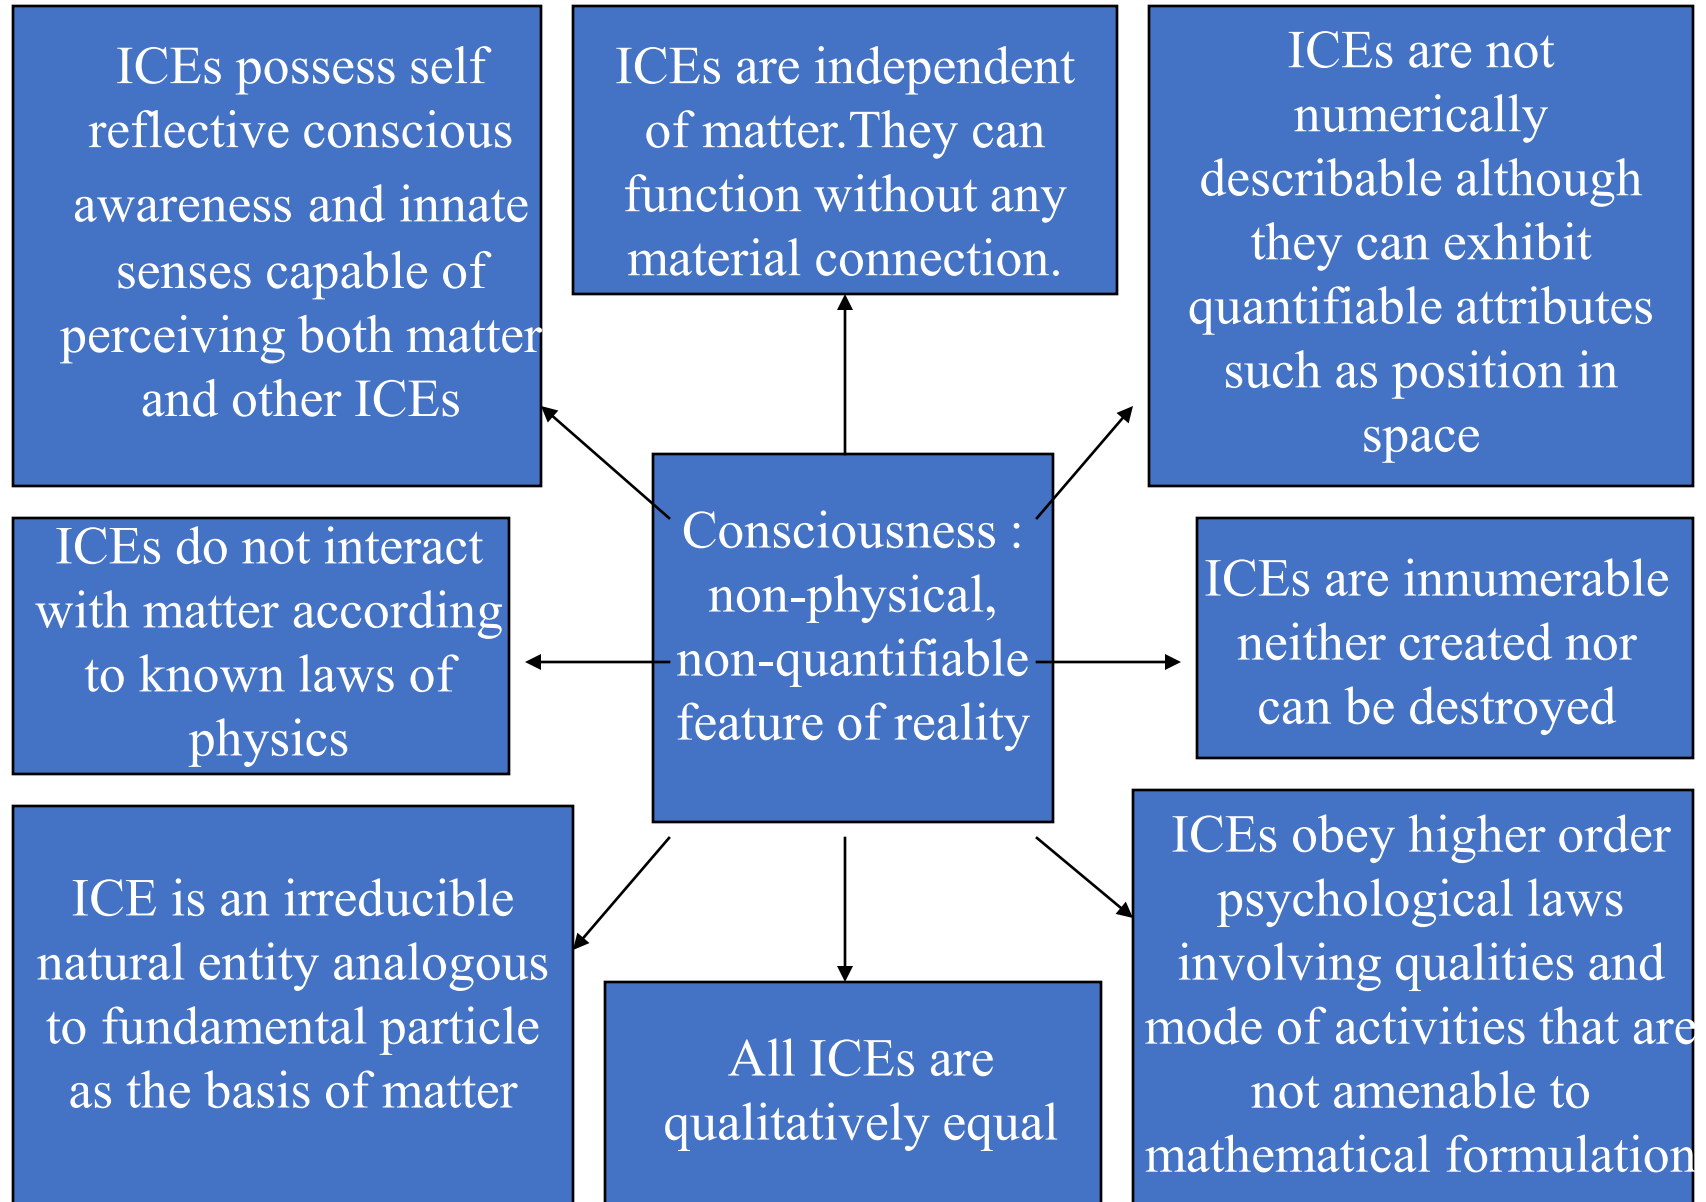 ICEs possess self
reflective conscious
awareness and innate
senses capable of
perceiving both matter
and other ICEs
ICEs are independent
of matter.They can
function without any
material connection.
ICEs are not
numerically
describable although
they can exhibit
quantifiable attributes
such as position in
space
ICEs do not interact
with matter according
to known laws of
physics
Consciousness :
non-physical,
non-quantifiable
feature of reality
ICEs are innumerable
neither created nor
can be destroyed
ICE is an irreducible
natural entity analogous
to fundamental particle
as the basis of matter
All ICEs are
qualitatively equal
ICEs obey higher order
psychological laws
involving qualities and
mode of activities that are
not amenable to
mathematical formulation